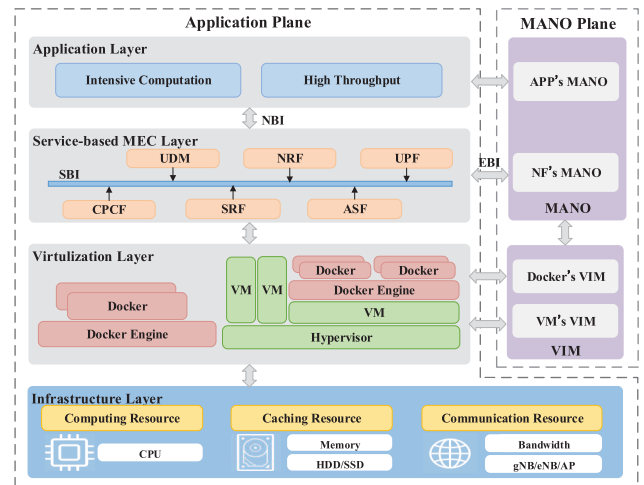 Application Plane
MANO Plane
Application Layer
Intensive Computation
High Throughput
APP's MANO
NBI
Service-based MEC Layer
UDM
NRF
UPF
EBI
SBI
NF's MANO
CPCF
SRF
ASF
MANO
Virtulization Layer
Docker
Docker
Docker
VM
VM
Docker Engine
Docker's VIM
VM
Docker Engine
Hypervisor
VM's VIM
VIM
Infrastructure Layer
Computing Resource
Caching Resource
Communication Resource
CPU
Memory
Bandwidth
HDD/SSD
gNB/eNB/AP